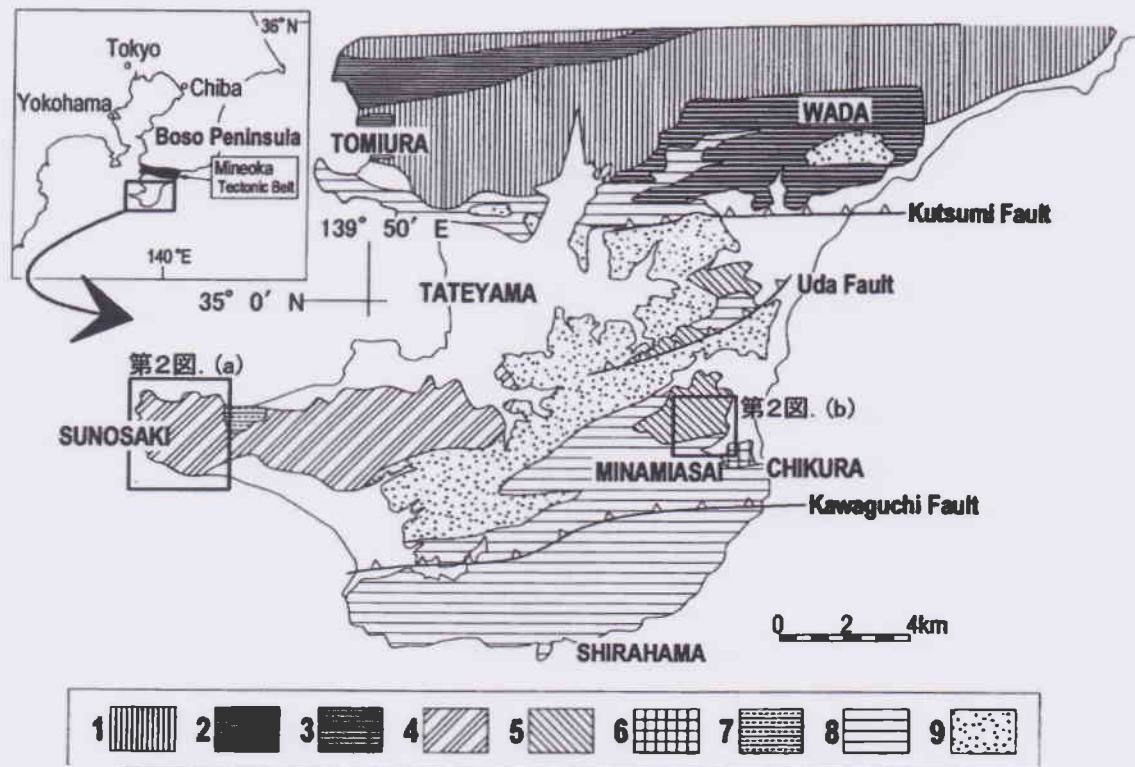 36°N
Tokyo
Chiba
Yokohama
Boso Peninsula
Mineoka
Tectonic Belt
140°E
TOMIURA
WADA
139° 50′ E
Kutsumi Fault
TATEYAMA
Uda Fault
35° 0′ N
第2図. (a)
第2図. (b)
SUNOSAKI
MINAMIASAI
CHIKURA
Kawaguchi Fault
0 2 4km
SHIRAHAMA
1 2 3 4 5 6 7 8 9